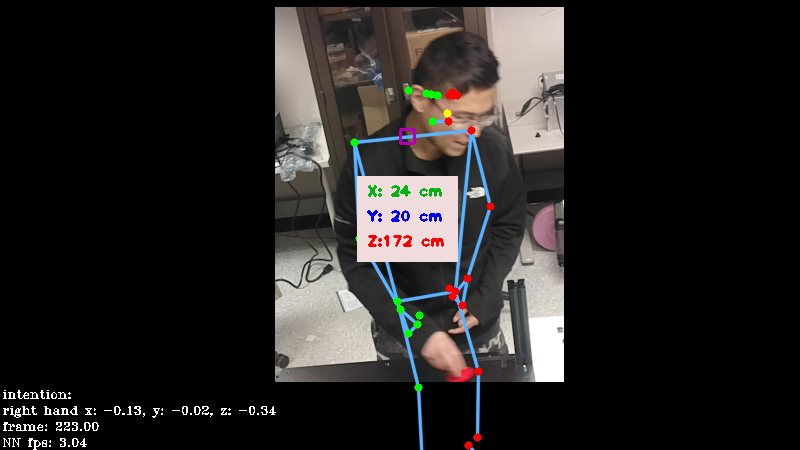 X: 24 cm
Y: 20 cm
Z:172 cm
intention:
right hand x: -0.13, y: -0.02, z: -0.34
frame: 223.00
NN fps: 3.04